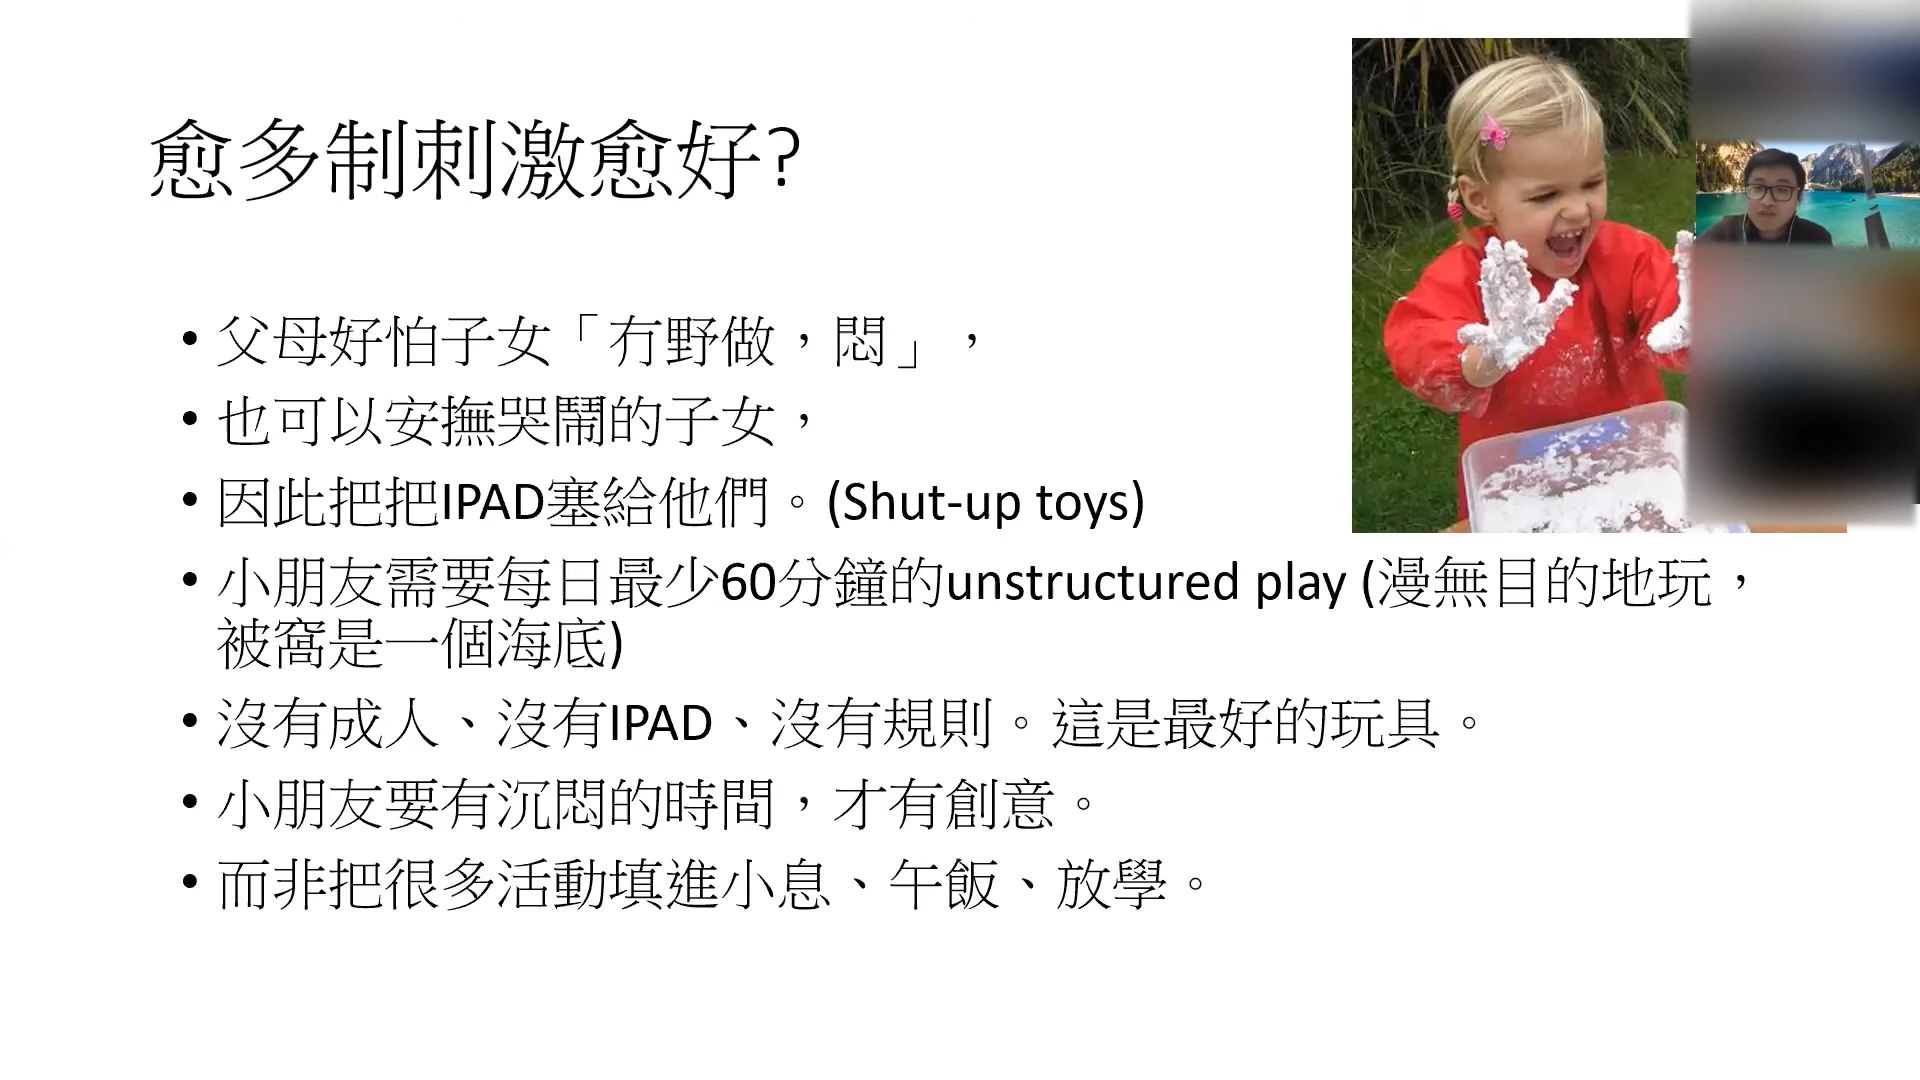 愈多制刺激愈好?
• 父母好怕子女「冇野做，悶」，
• 也可以安撫哭鬧的子女，
• 因此把把IPAD塞給他們。(Shut-up toys)
• 小朋友需要每日最少60分鐘的unstructured play (漫無目的地玩，
被窩是一個海底)
• 沒有成人、沒有IPAD、沒有規則。這是最好的玩具。
• 小朋友要有沉悶的時間，才有創意。
• 而非把很多活動填進小息、午飯、放學。